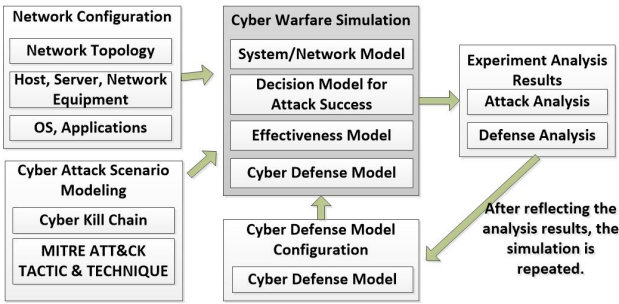 Network Configuration
Network Topology
Host, Server, Network
Equipment
OS, Applications
Cyber Attack Scenario
Modeling
Cyber Kill Chain
MITRE ATT&CK
TACTIC & TECHNIQUE
Cyber Warfare Simulation
System/Network Model
Decision Model for
Attack Success
Effectiveness Model
Cyber Defense Model
Cyber Defense Model
Configuration
Cyber Defense Model
Experiment Analysis
Results
Attack Analysis
Defense Analysis
After reflecting the
analysis results, the
simulation is
repeated.